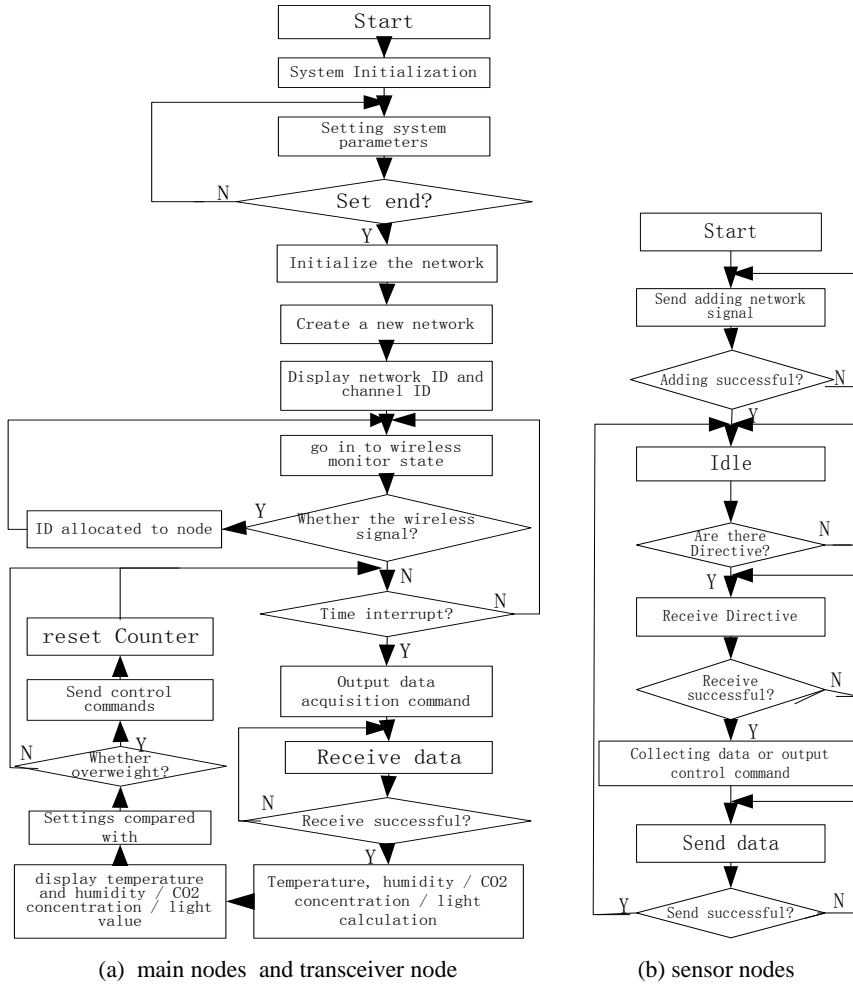 Start
System Initialization
Setting system
parameters
N
Set end?
Y
Initialize the network
Create a new network
Display network ID and
channel ID
go in to wireless
monitor state
Whether the wireless
signal?
Y
ID allocated to node
N
Time interrupt?
N
Y
Output data
acquisition command
Receive data
N
Receive successful?
Y
Temperature, humidity / CO2
concentration / light
calculation
display temperature
and humidity / CO2
concentration / light
value
Settings compared
with
Whether
overweight?
N
Y
Send control
commands
reset Counter
(a) main nodes and transceiver node
Start
Send adding network
signal
Adding successful?
N
Y
Idle
Are there
Directive?
N
Y
Receive Directive
Receive
successful?
N
Y
Collecting data or output
control command
Send data
Send successful?
Y
N
(b) sensor nodes